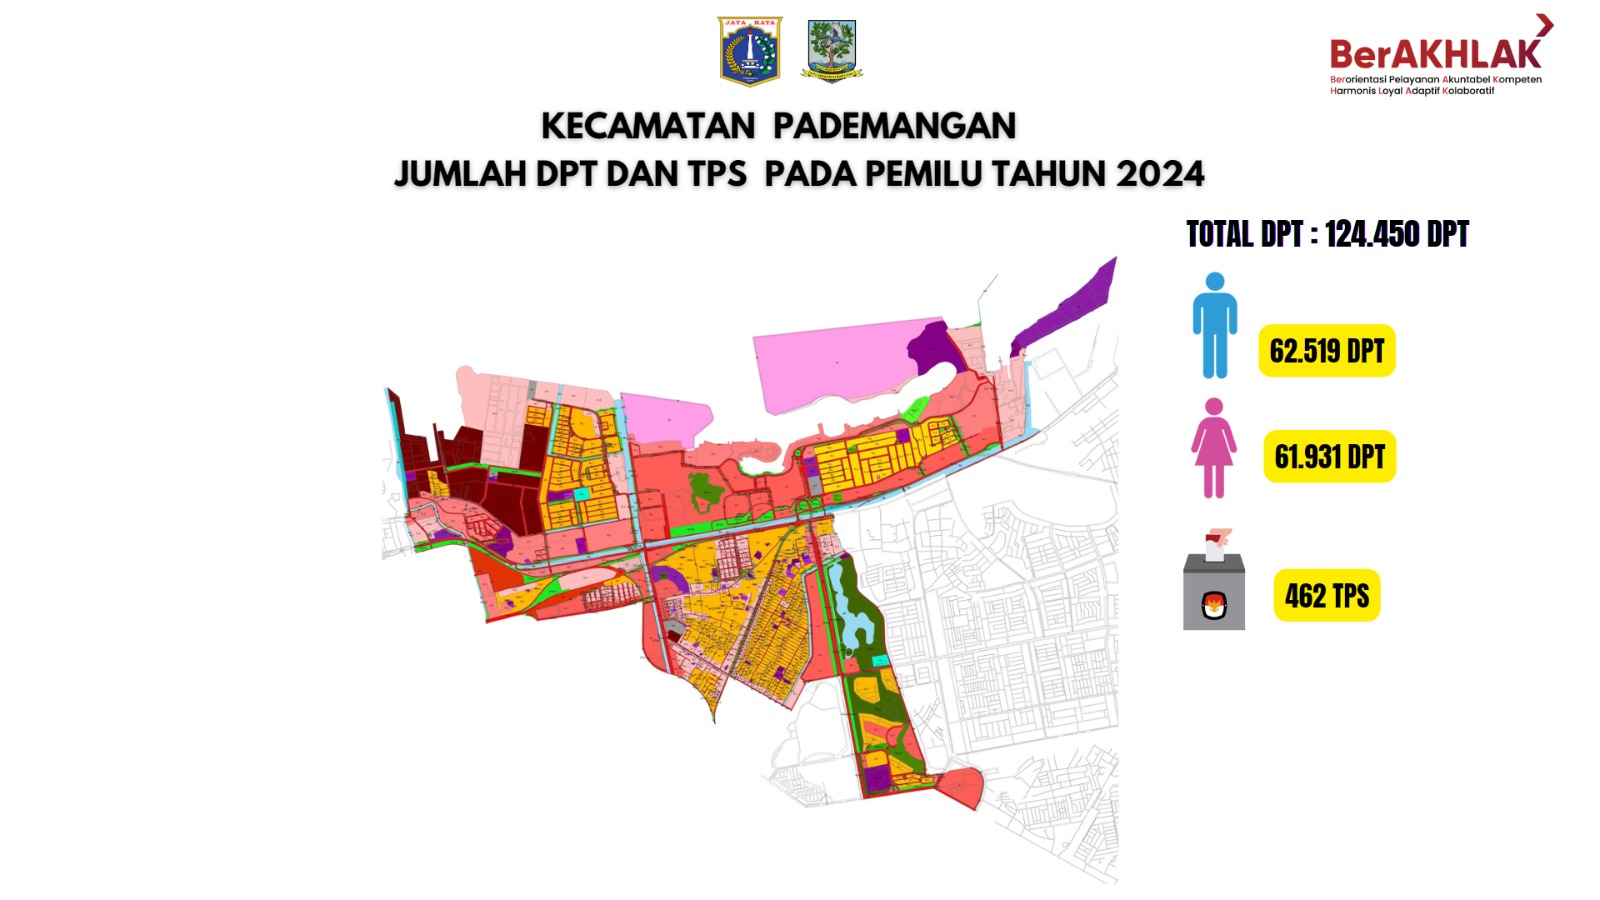 JAYA RAYA
BerAKHLAK
Berorientasi Pelayanan Akuntabel Kompeten
Harmonis Loyal Adaptif Kolaboratif
KECAMATAN PADEMANGAN
JUMLAH DPT DAN TPS PADA PEMILU TAHUN 2024
TOTAL DPT : 124.450 DPT
62.519 DPT
61.931 DPT
462 TPS